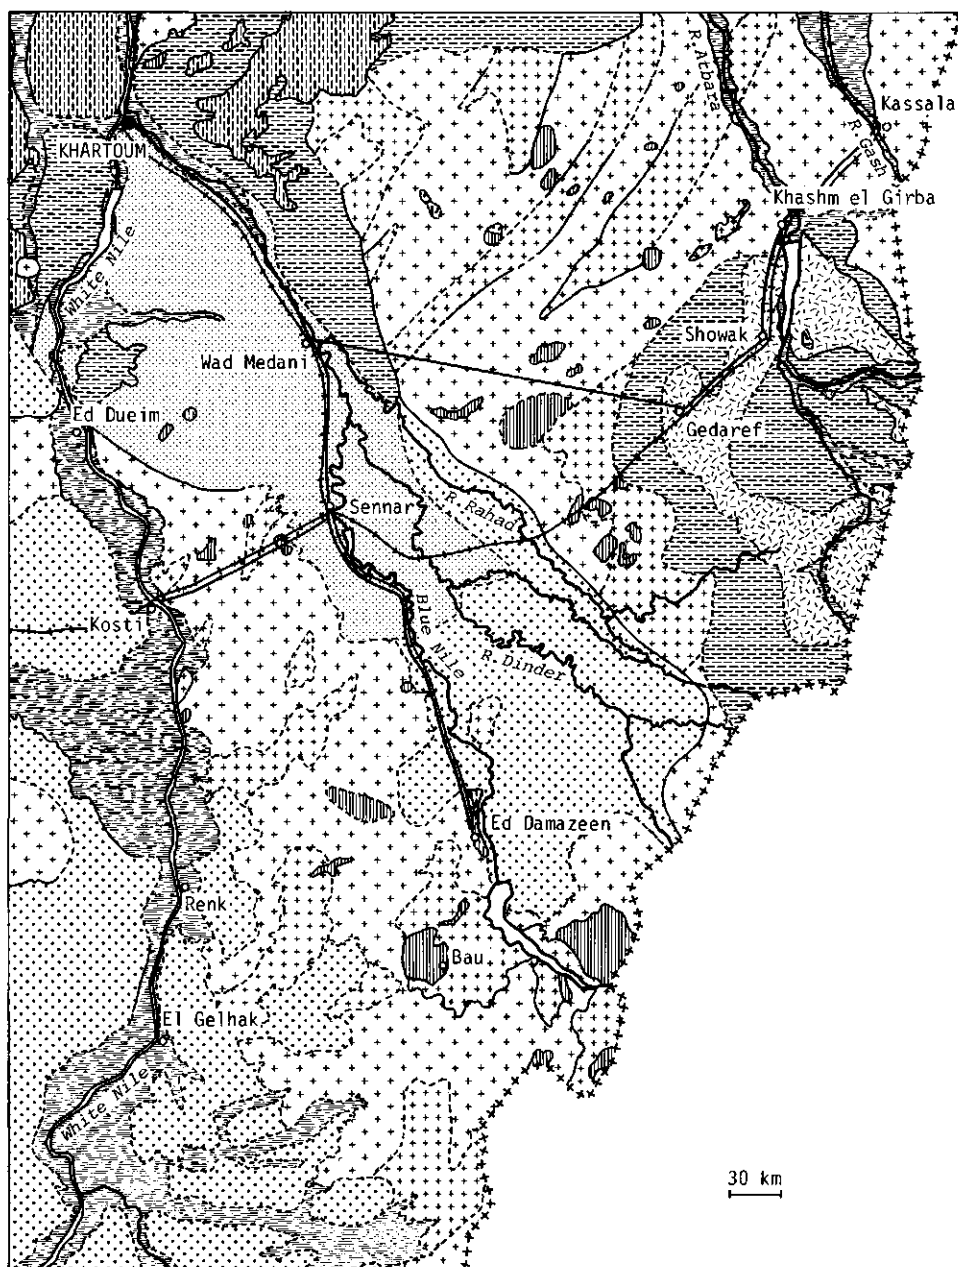 R.Atbara
Kassala
R. Gash
KHARTOUM
Khashm el Girba
White Nile
Showak
Wad Medani
Ed Dueim
Gedaref
Sennar
R. Rahad
Blue Nile
Kosti
R. Dinder
Ed Damazeen
Renk
Bau
El Gelhak
White Nile
30 km